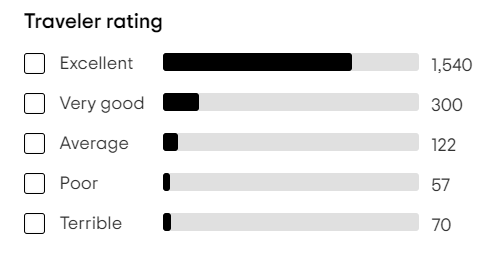 Traveler rating
Excellent 1,540
Very good 300
Average 122
Poor 57
Terrible 70